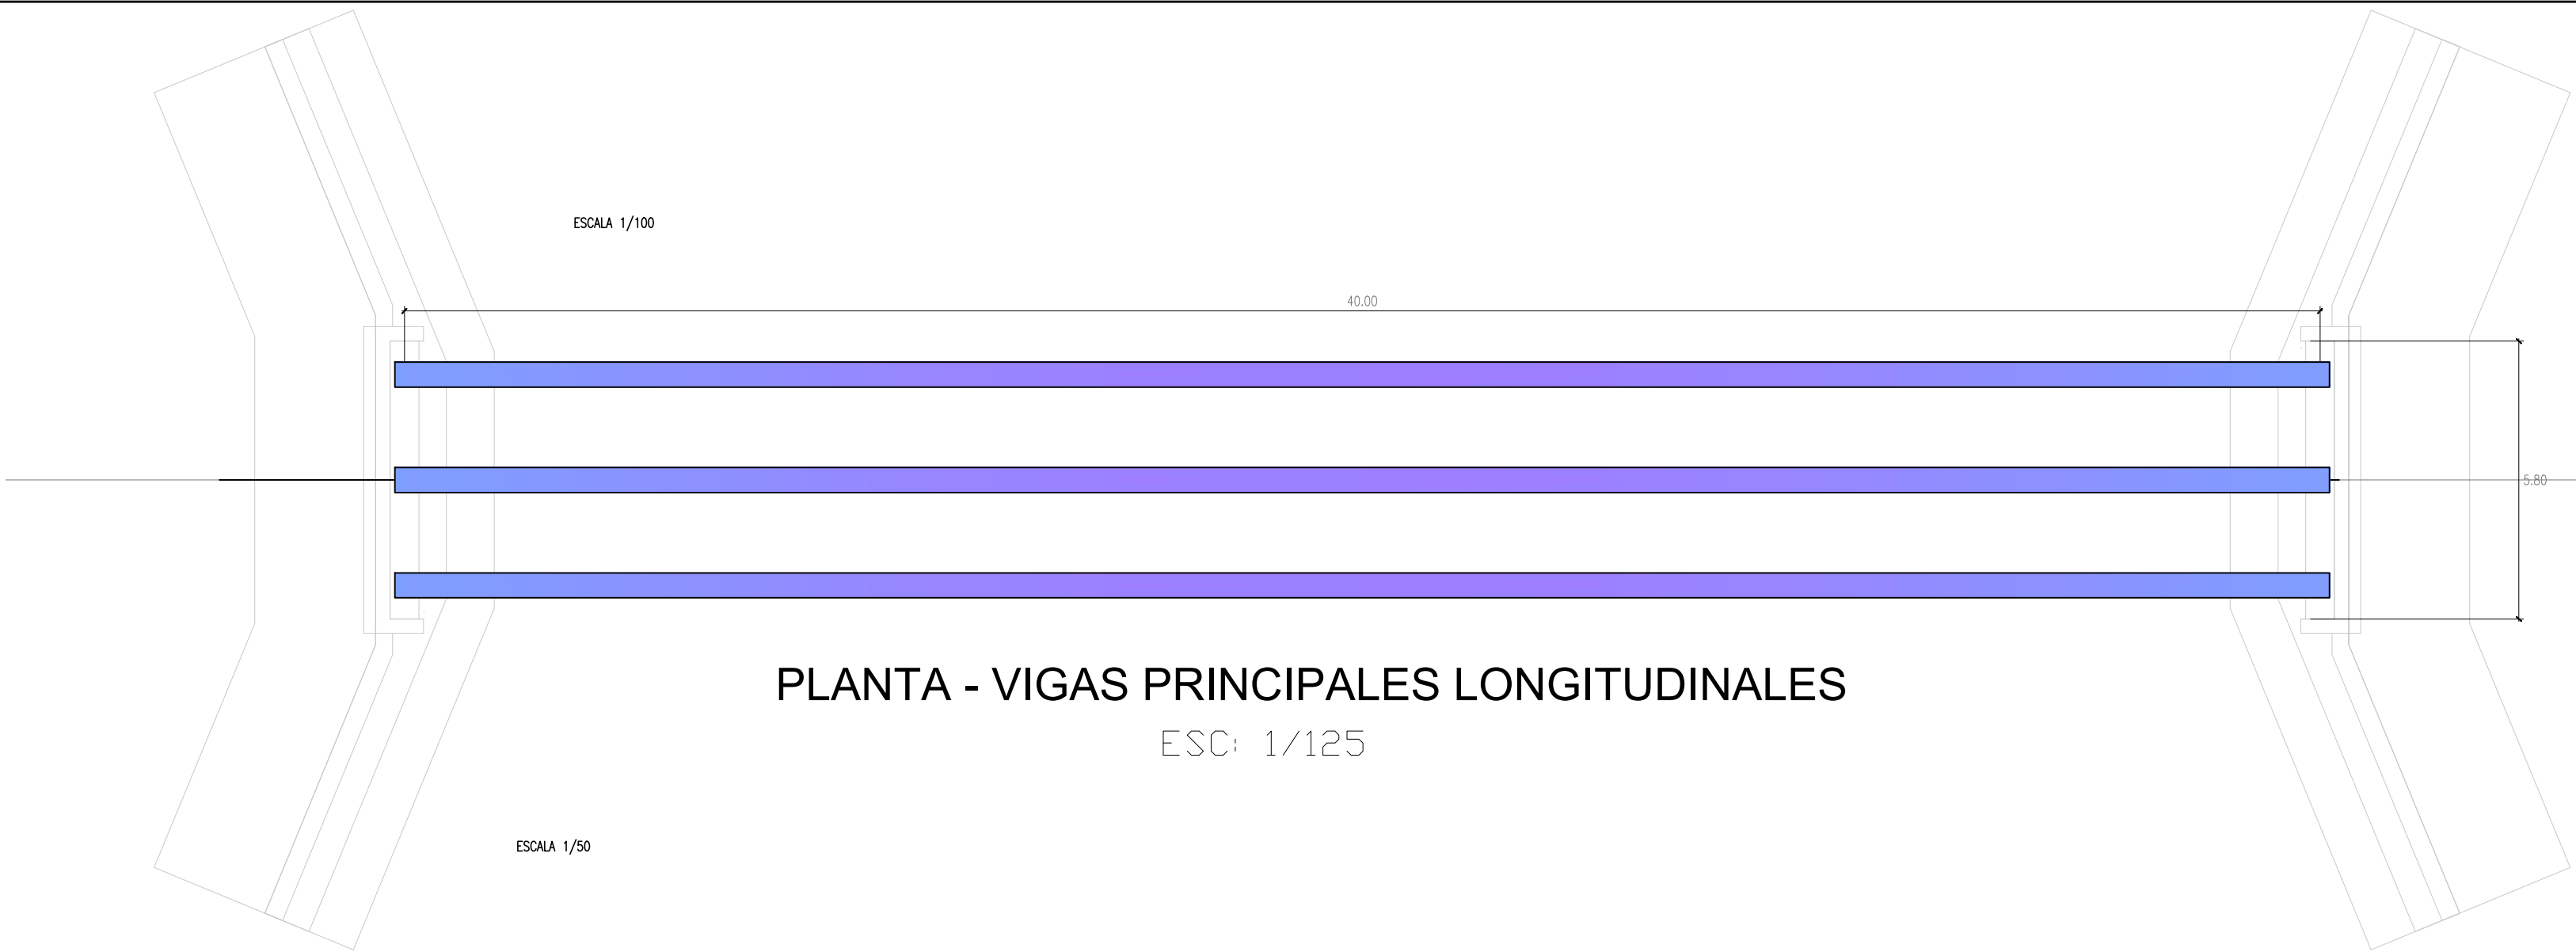 ESCALA 1/100
40.00
5.80
PLANTA - VIGAS PRINCIPALES LONGITUDINALES
ESC: 1/125
ESCALA 1/50